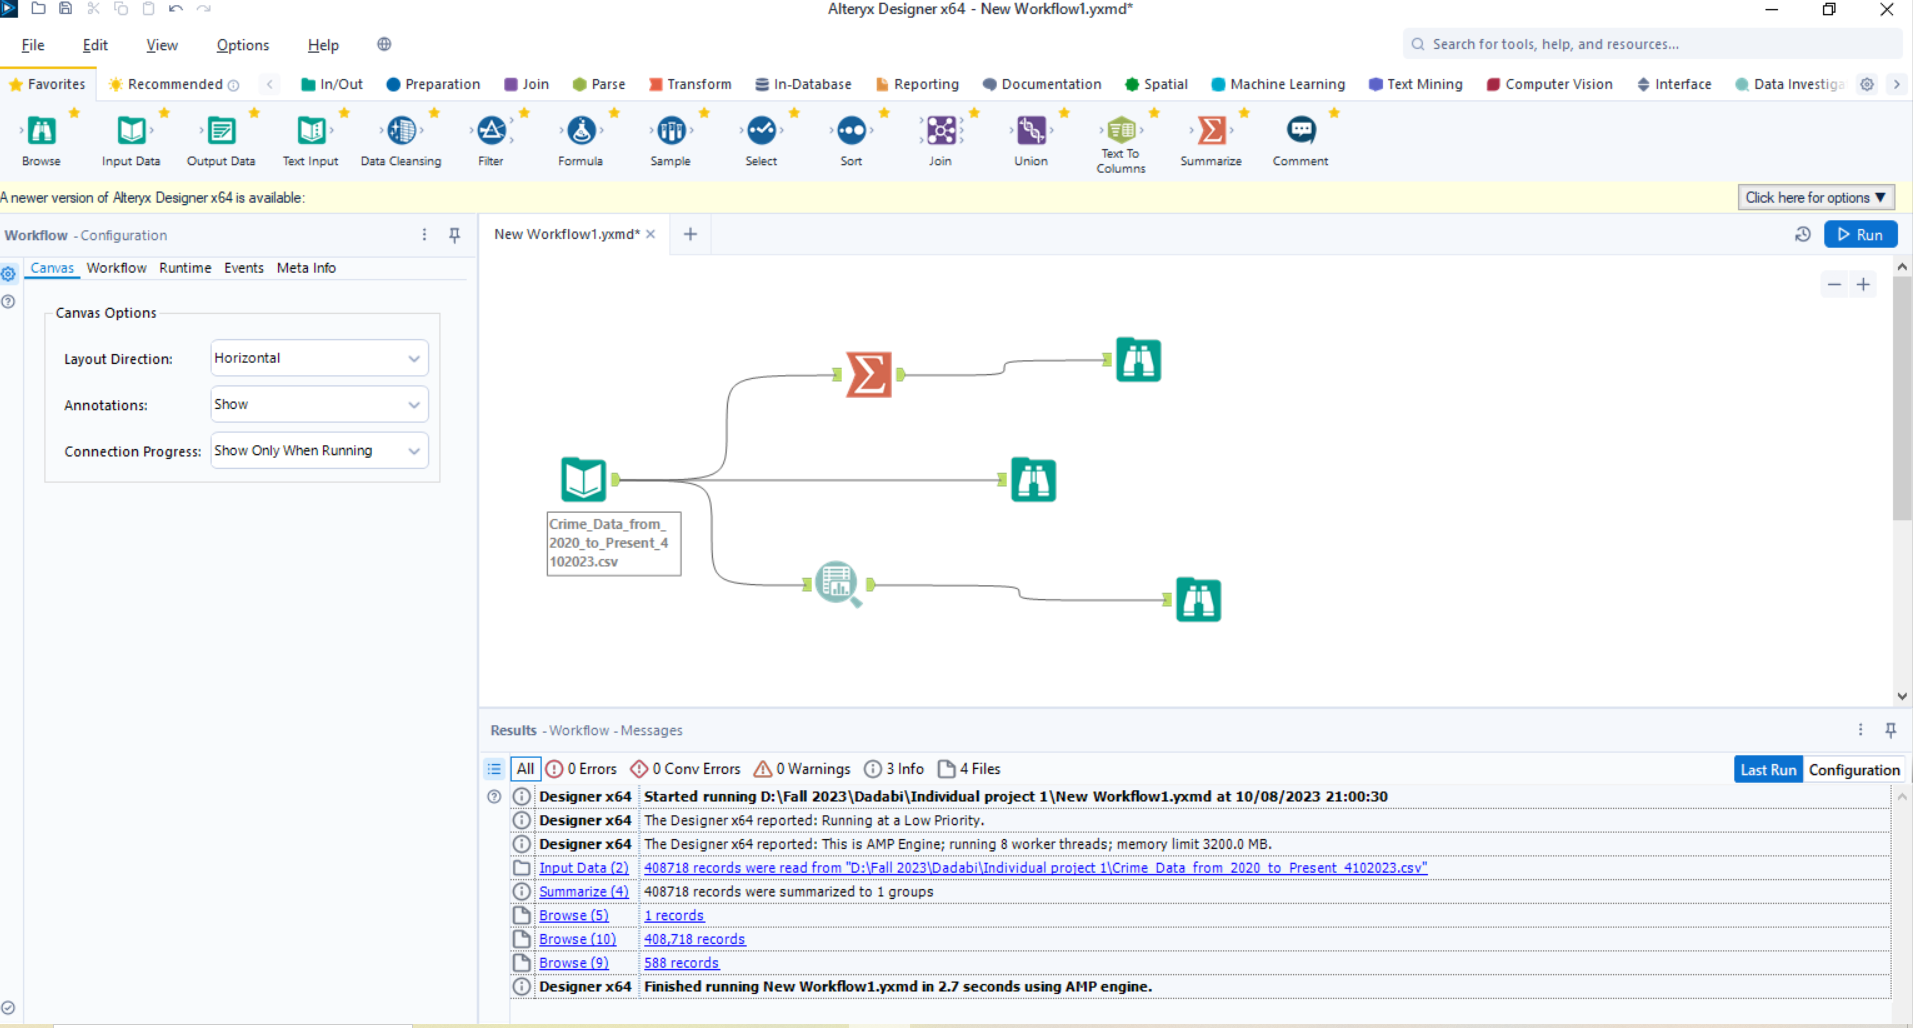 Alteryx Designer x64 - New Workflow1.yxmd*
File Edit View Options Help
Search for tools, help, and resources...
Favorites Recommended In/Out Preparation Join Parse Transform In-Database Reporting Documentation Spatial Machine Learning Text Mining Computer Vision Interface Data Investiga
Browse Input Data Output Data Text Input Data Cleansing Filter Formula Sample Select Sort Join Union Text To Columns Summarize Comment
A newer version of Alteryx Designer x64 is available:
Click here for options ▼
Workflow - Configuration
New Workflow1.yxmd*
Run
Canvas Workflow Runtime Events Meta Info
Canvas Options
Layout Direction: Horizontal
Annotations: Show
Connection Progress: Show Only When Running
Crime_Data_from_
2020_to_Present_4
102023.csv
Results - Workflow - Messages
All 0 Errors 0 Conv Errors 0 Warnings 3 Info 4 Files
Last Run Configuration
Designer x64 Started running D:\Fall 2023\Dadabi\Individual project 1\New Workflow1.yxmd at 10/08/2023 21:00:30
Designer x64 The Designer x64 reported: Running at a Low Priority.
Designer x64 The Designer x64 reported: This is AMP Engine; running 8 worker threads; memory limit 3200.0 MB.
Input Data (2) 408718 records were read from "D:\Fall 2023\Dadabi\Individual project 1\Crime_Data_from_2020_to_Present_4102023.csv"
Summarize (4) 408718 records were summarized to 1 groups
Browse (5) 1 records
Browse (10) 408,718 records
Browse (9) 588 records
Designer x64 Finished running New Workflow1.yxmd in 2.7 seconds using AMP engine.